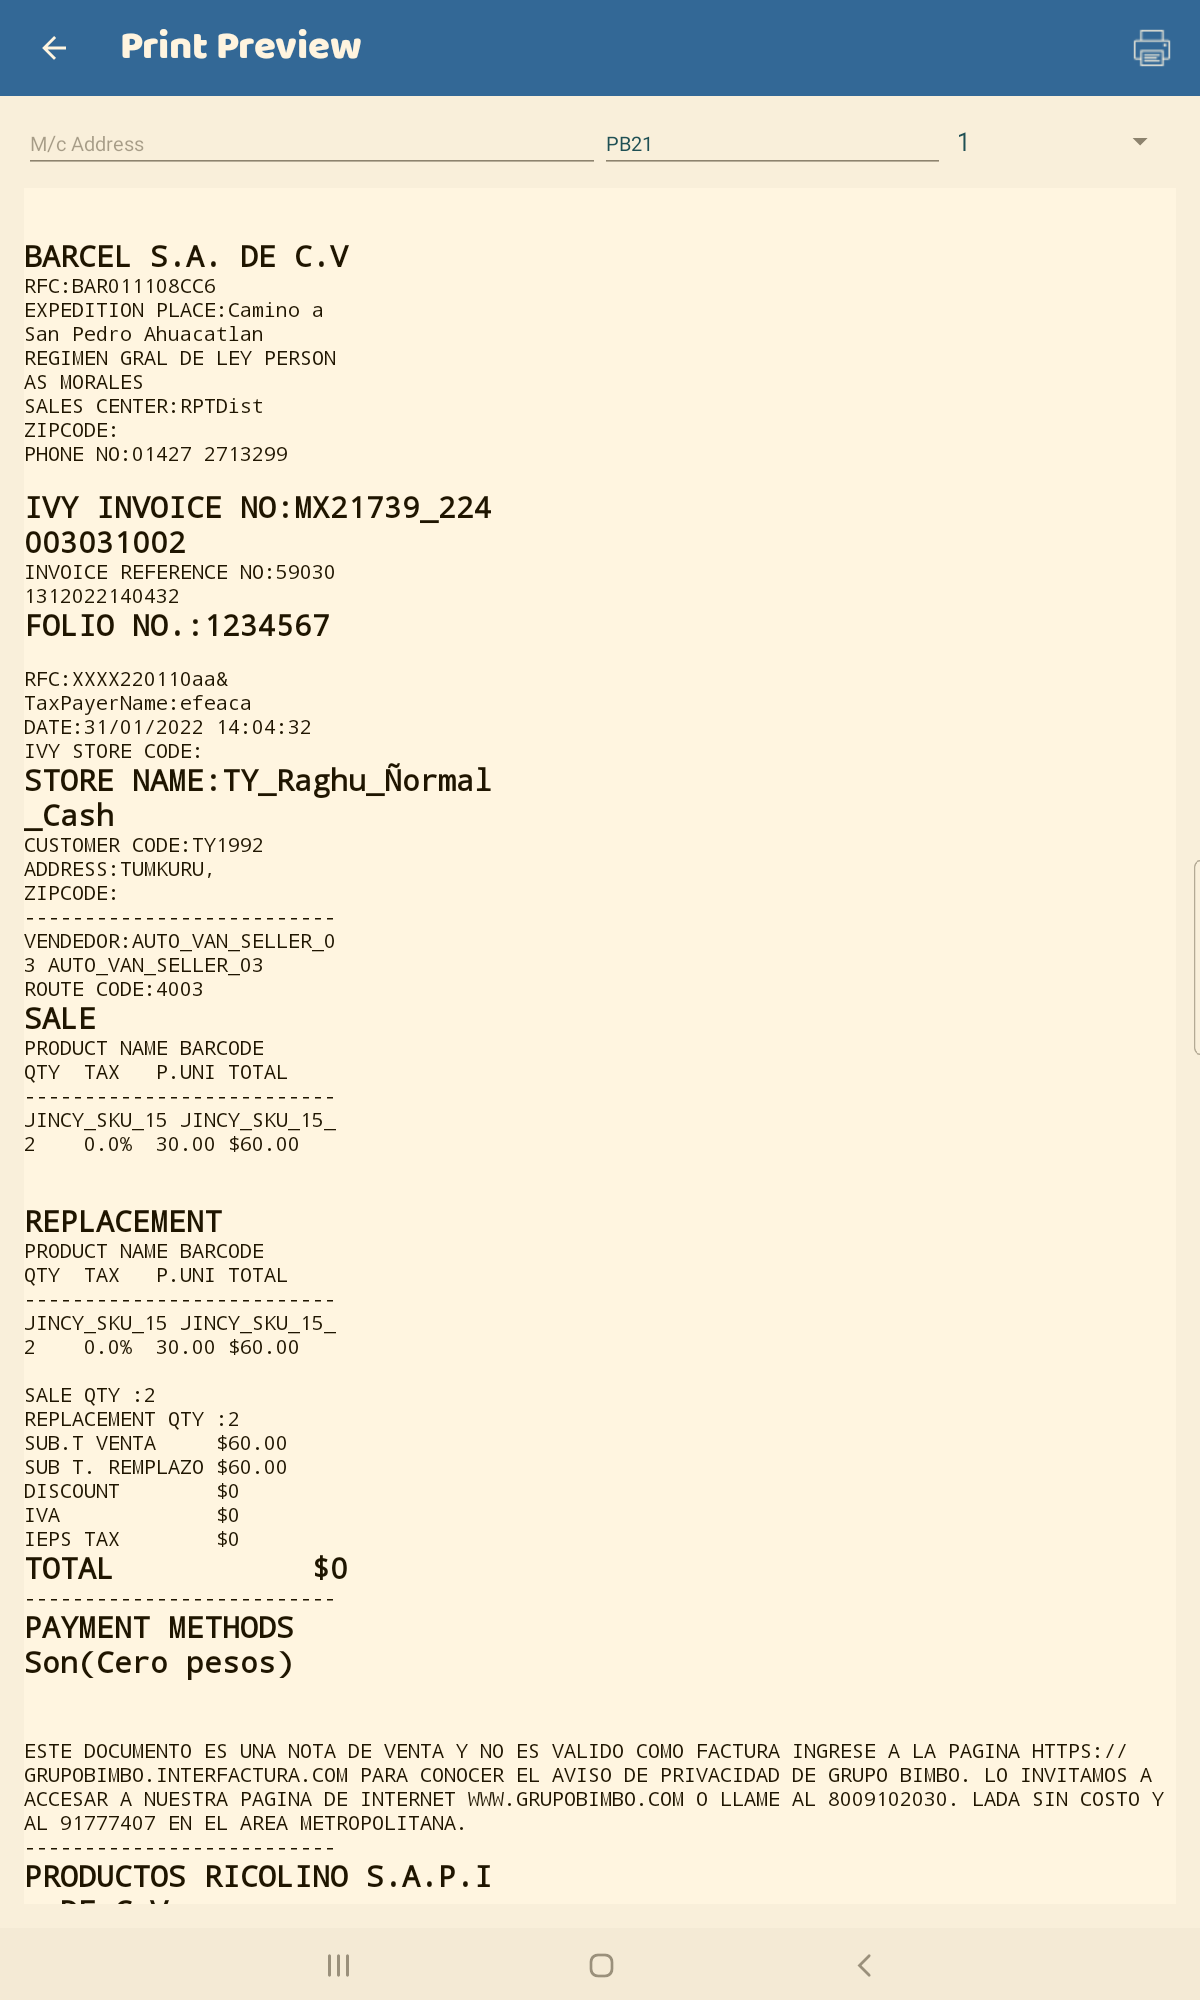 Print Preview
M/c Address
PB21
1
BARCEL S.A. DE C.V
RFC:BAR011108CC6
EXPEDITION PLACE:Camino a
San Pedro Ahuacatlan
REGIMEN GRAL DE LEY PERSON
AS MORALES
SALES CENTER:RPTDist
ZIPCODE:
PHONE NO:01427 2713299
IVY INVOICE NO:MX21739_224
003031002
INVOICE REFERENCE NO:59030
1312022140432
FOLIO NO.:1234567
RFC:XXXX220110aa&
TaxPayerName:efeaca
DATE:31/01/2022 14:04:32
IVY STORE CODE:
STORE NAME:TY_Raghu_Ñormal
_Cash
CUSTOMER CODE:TY1992
ADDRESS:TUMKURU,
ZIPCODE:
--------------------------
VENDEDOR:AUTO_VAN_SELLER_0
3 AUTO_VAN_SELLER_03
ROUTE CODE:4003
SALE
PRODUCT NAME BARCODE
QTY  TAX   P.UNI TOTAL
--------------------------
JINCY_SKU_15 JINCY_SKU_15_
2    0.0%  30.00 $60.00
REPLACEMENT
PRODUCT NAME BARCODE
QTY  TAX   P.UNI TOTAL
--------------------------
JINCY_SKU_15 JINCY_SKU_15_
2    0.0%  30.00 $60.00
SALE QTY :2
REPLACEMENT QTY :2
SUB.T VENTA     $60.00
SUB T. REMPLAZO $60.00
DISCOUNT        $0
IVA             $0
IEPS TAX        $0
TOTAL           $0
--------------------------
PAYMENT METHODS
Son(Cero pesos)
ESTE DOCUMENTO ES UNA NOTA DE VENTA Y NO ES VALIDO COMO FACTURA INGRESE A LA PAGINA HTTPS://
GRUPOBIMBO.INTERFACTURA.COM PARA CONOCER EL AVISO DE PRIVACIDAD DE GRUPO BIMBO. LO INVITAMOS A
ACCESAR A NUESTRA PAGINA DE INTERNET WWW.GRUPOBIMBO.COM O LLAME AL 8009102030. LADA SIN COSTO Y
AL 91777407 EN EL AREA METROPOLITANA.
--------------------------
PRODUCTOS RICOLINO S.A.P.I